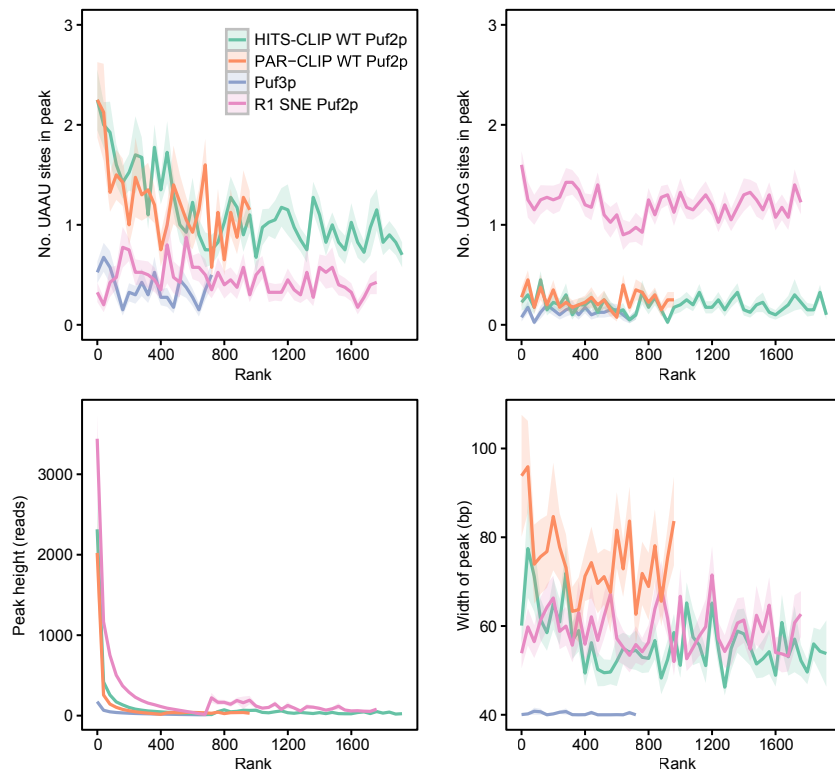 3
2
1
0
No. UAAU sites in peak
HITS-CLIP WT Puf2p
PAR−CLIP WT Puf2p
Puf3p
R1 SNE Puf2p
0 400 800 1200 1600
Rank
3
2
1
0
No. UAAG sites in peak
0 400 800 1200 1600
Rank
3000
2000
1000
0
Peak height (reads)
0 400 800 1200 1600
Rank
100
80
60
40
Width of peak (bp)
0 400 800 1200 1600
Rank